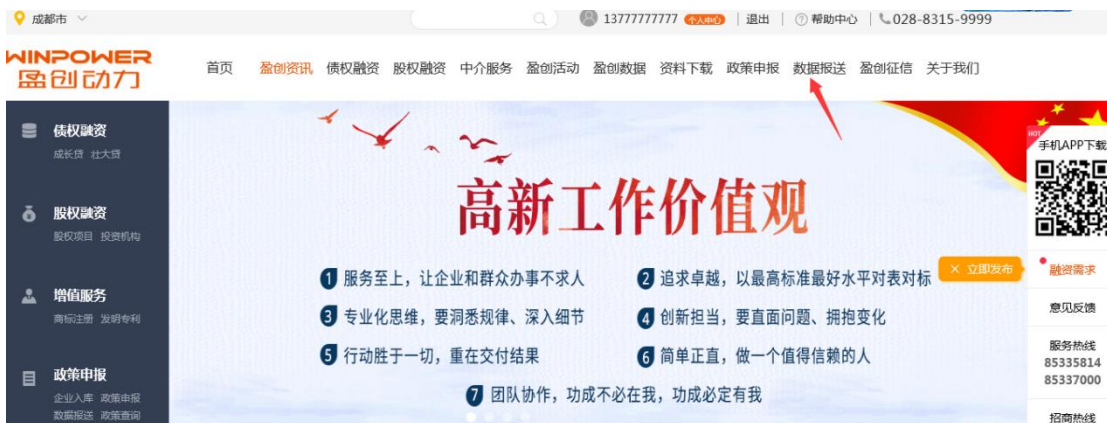 成都市
13777777777 个人中心 | 退出 | 帮助中心 | 028-8315-9999
WINPOWER
盈创动力
首页 盈创资讯 债权融资 股权融资 中介服务 盈创活动 盈创数据 资料下载 政策申报 数据报送 盈创征信 关于我们
债权融资
成长贷 壮大贷
股权融资
股权项目 投资机构
增值服务
商标注册 发明专利
政策申报
企业入库 政策申报
数据报送 政策查询
高新工作价值观
1 服务至上，让企业和群众办事不求人
2 追求卓越，以最高标准最好水平对表对标
3 专业化思维，要洞悉规律、深入细节
4 创新担当，要直面问题、拥抱变化
5 行动胜于一切，重在交付结果
6 简单正直，做一个值得信赖的人
7 团队协作，功成不必在我，功成必定有我
HOT
手机APP下载
× 立即发布
融资需求
意见反馈
服务热线
85335814
85337000
招商热线